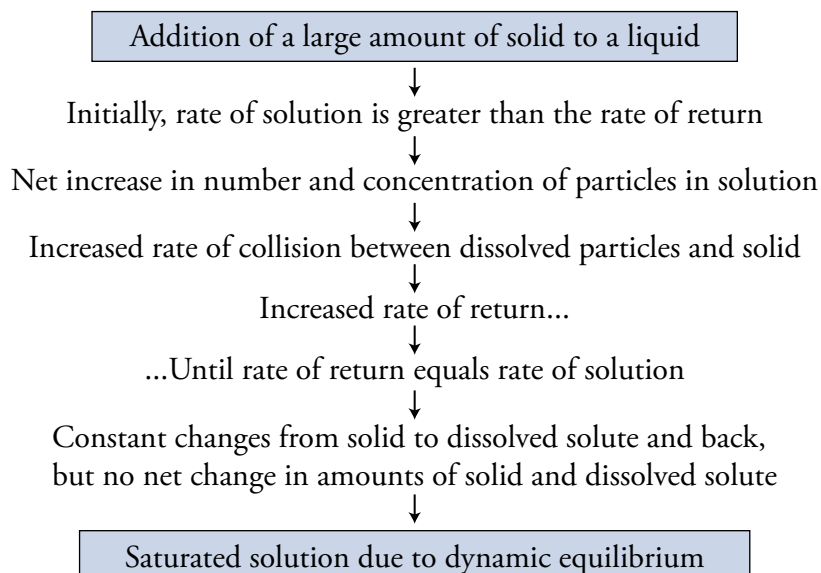 Addition of a large amount of solid to a liquid
Initially, rate of solution is greater than the rate of return
Net increase in number and concentration of particles in solution
Increased rate of collision between dissolved particles and solid
Increased rate of return...
...Until rate of return equals rate of solution
Constant changes from solid to dissolved solute and back,
but no net change in amounts of solid and dissolved solute
Saturated solution due to dynamic equilibrium